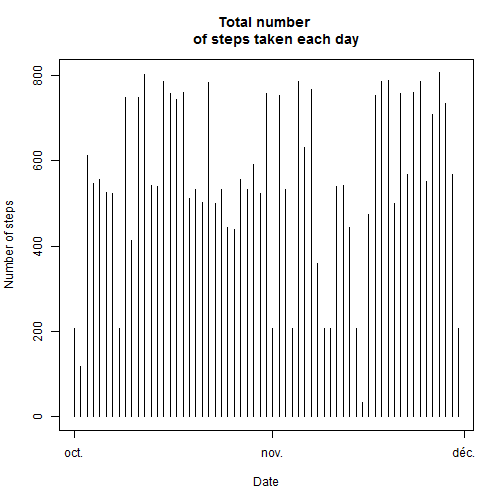 Total number
of steps taken each day
Number of steps
800
600
400
200
0
oct.
nov.
déc.
Date